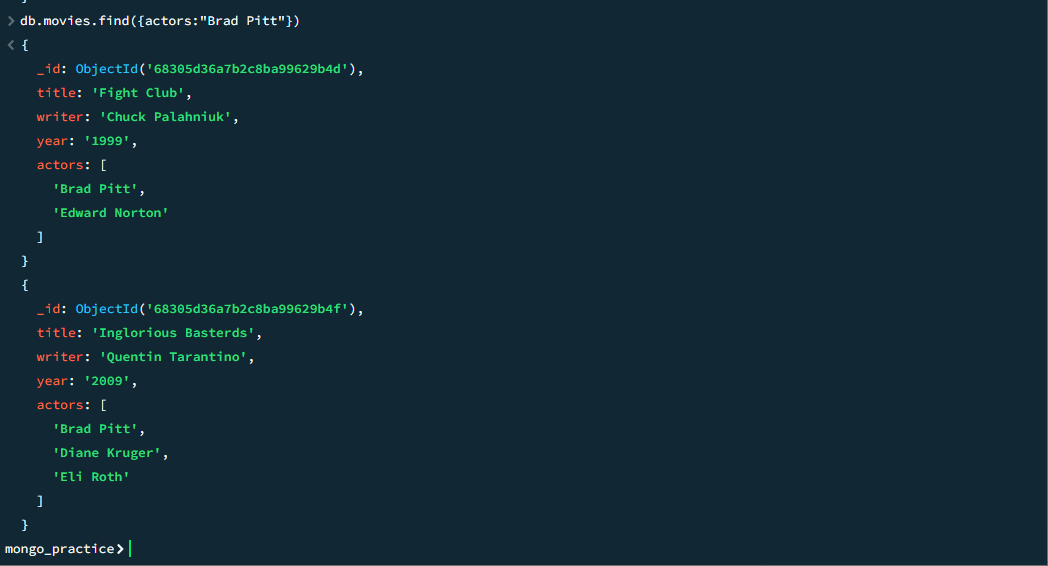 }
> db.movies.find({actors:"Brad Pitt"})
< {
_id: ObjectId('68305d36a7b2c8ba99629b4d'),
title: 'Fight Club',
writer: 'Chuck Palahniuk',
year: '1999',
actors: [
'Brad Pitt',
'Edward Norton'
]
}
{
_id: ObjectId('68305d36a7b2c8ba99629b4f'),
title: 'Inglorious Basterds',
writer: 'Quentin Tarantino',
year: '2009',
actors: [
'Brad Pitt',
'Diane Kruger',
'Eli Roth'
]
}
mongo_practice>